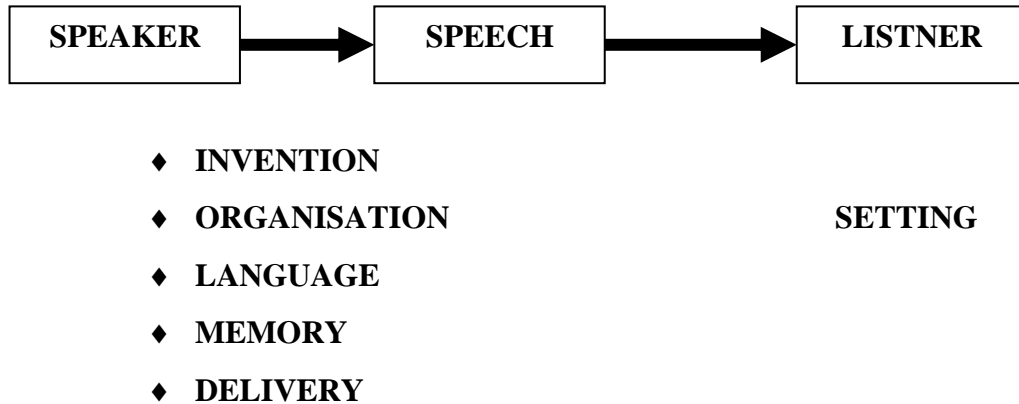 SPEAKER SPEECH LISTNER
♦ INVENTION
♦ ORGANISATION SETTING
♦ LANGUAGE
♦ MEMORY
♦ DELIVERY